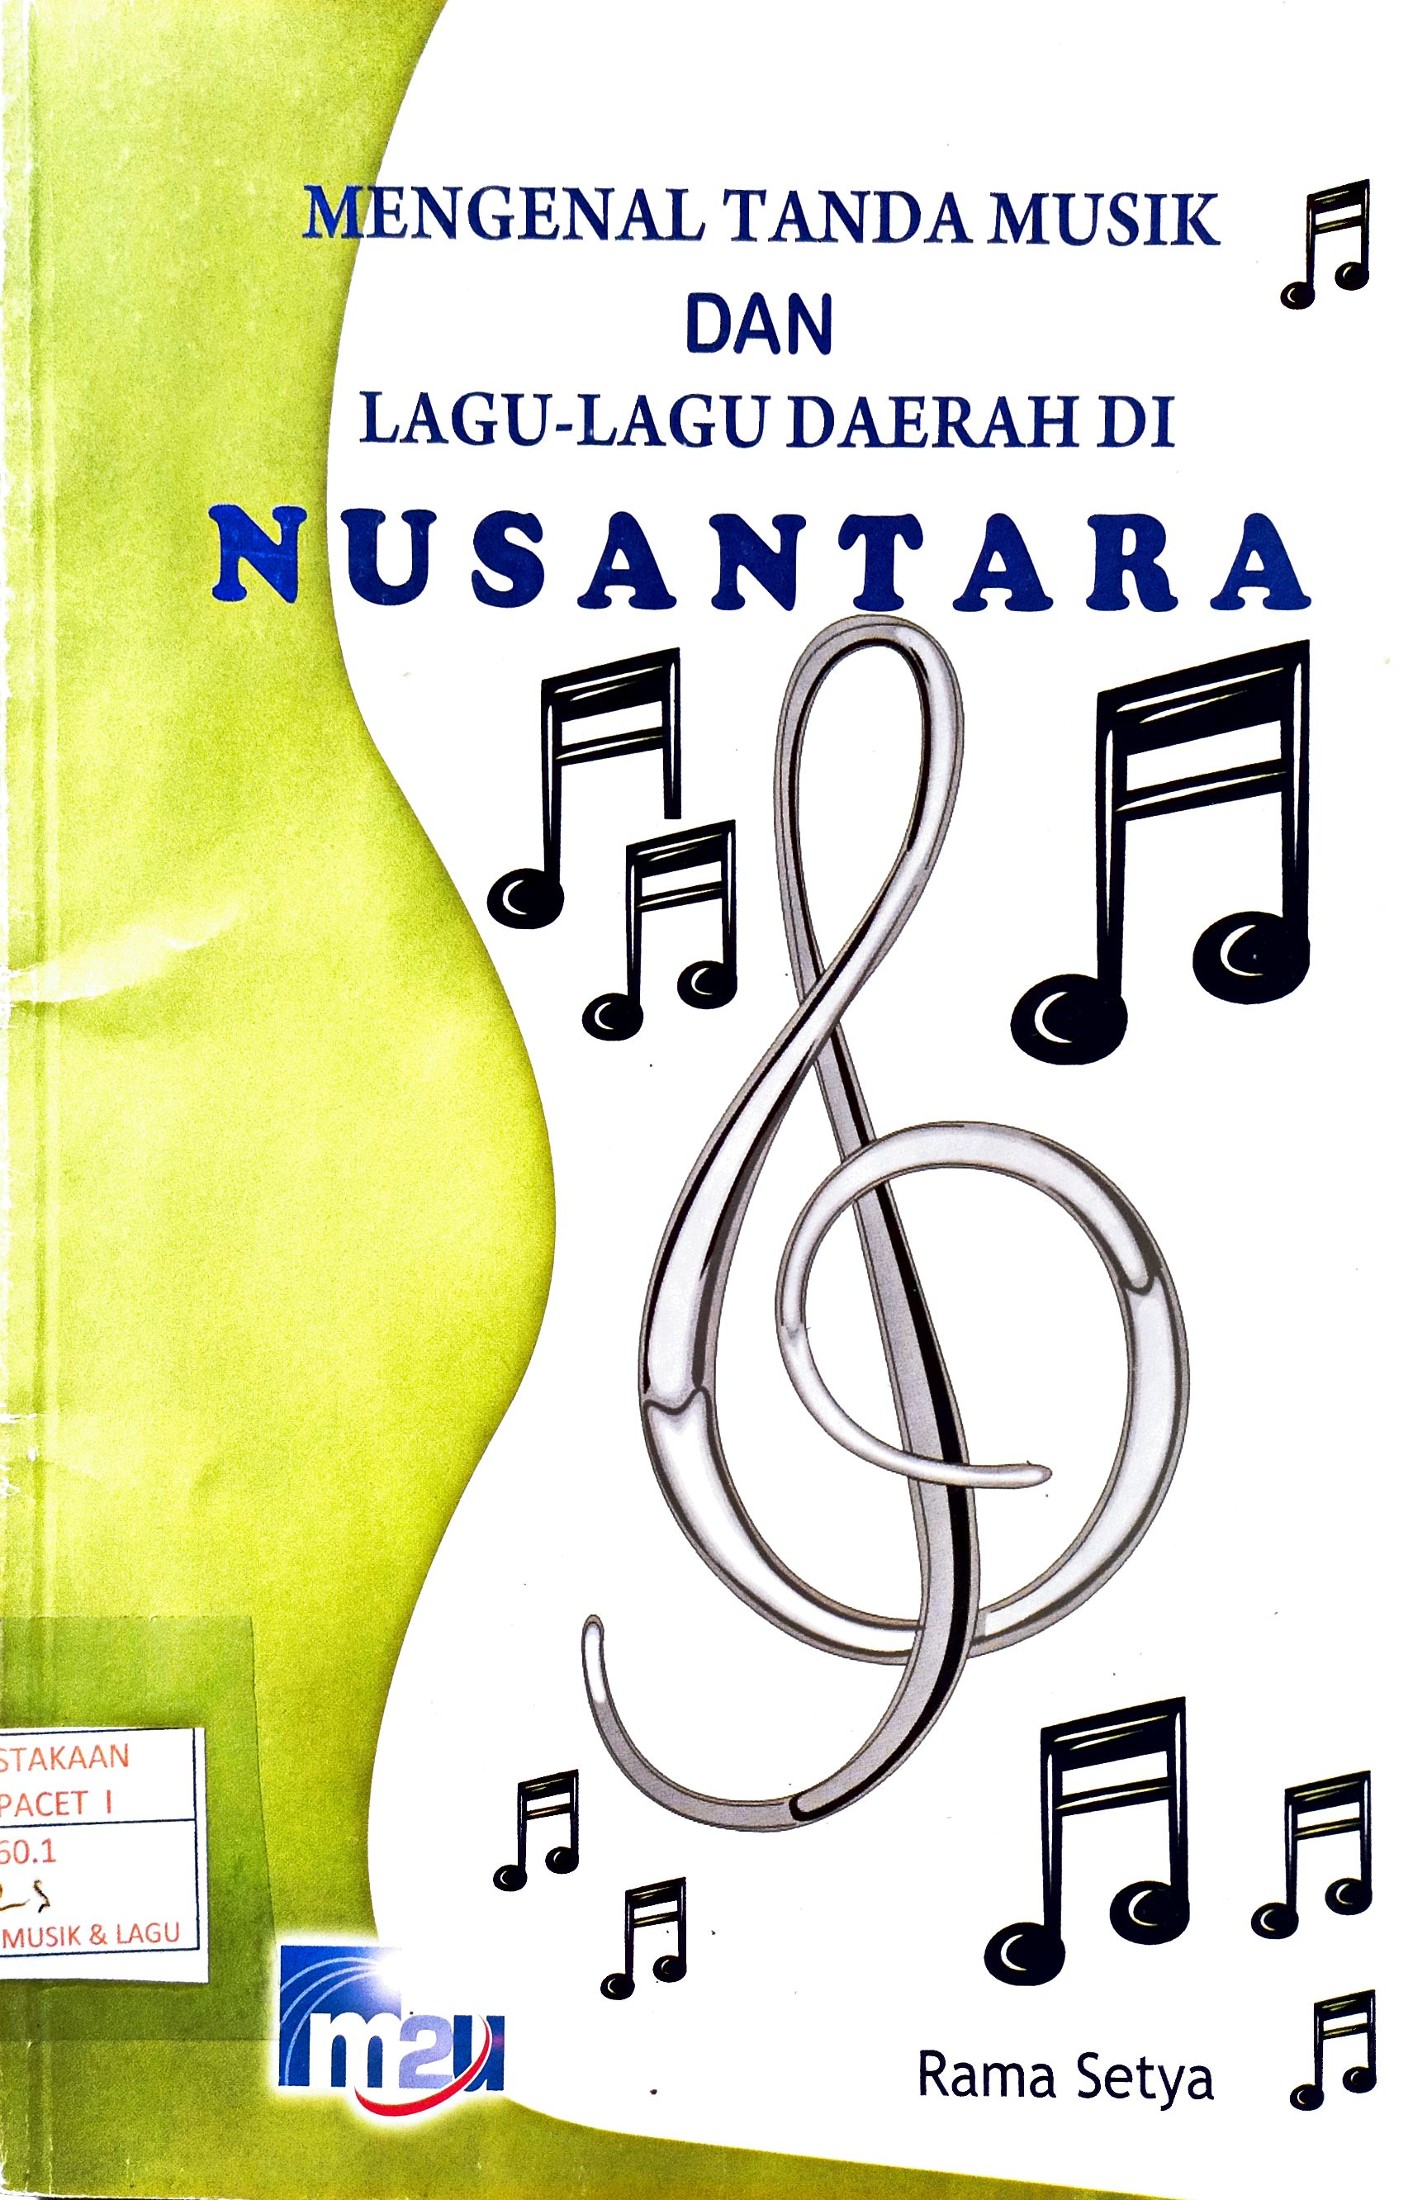 MENGENAL TANDA MUSIK
DAN
LAGU-LAGU DAERAH DI
NUSANTARA
STAKAAN
PACET I
60.1
MUSIK & LAGU
m2u
Rama Setya